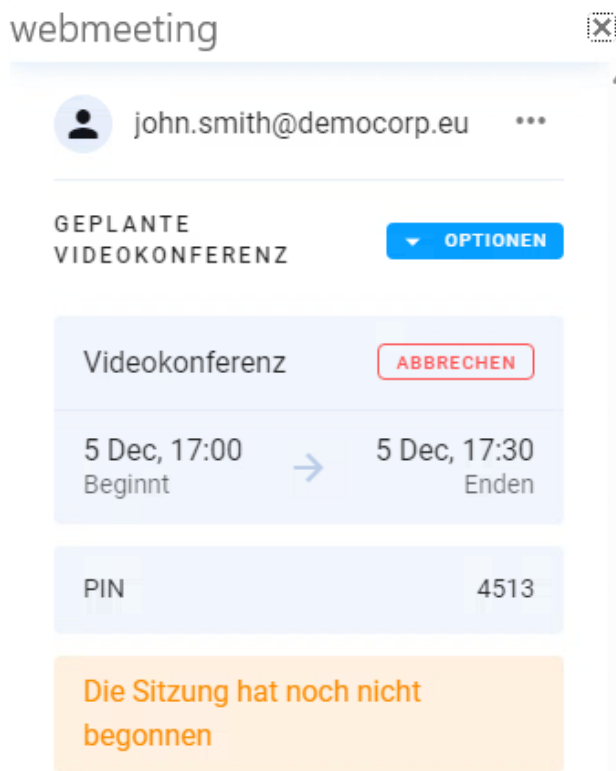 webmeeting
john.smith@democorp.eu
GEPLANTE
VIDEOKONFERENZ
OPTIONEN
Videokonferenz
ABBRECHEN
5 Dec, 17:00
5 Dec, 17:30
Beginnt
Enden
PIN
4513
Die Sitzung hat noch nicht
begonnen